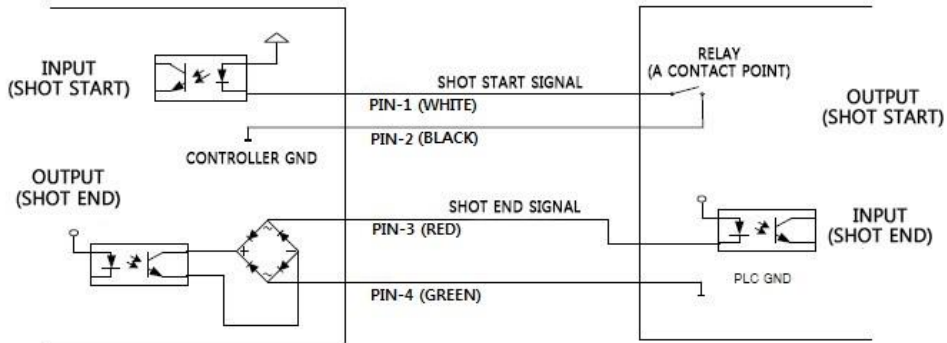 INPUT
(SHOT START)
SHOT START SIGNAL
PIN-1 (WHITE)
PIN-2 (BLACK)
CONTROLLER GND
RELAY
(A CONTACT POINT)
OUTPUT
(SHOT START)
OUTPUT
(SHOT END)
SHOT END SIGNAL
PIN-3 (RED)
PIN-4 (GREEN)
INPUT
(SHOT END)
PLC GND